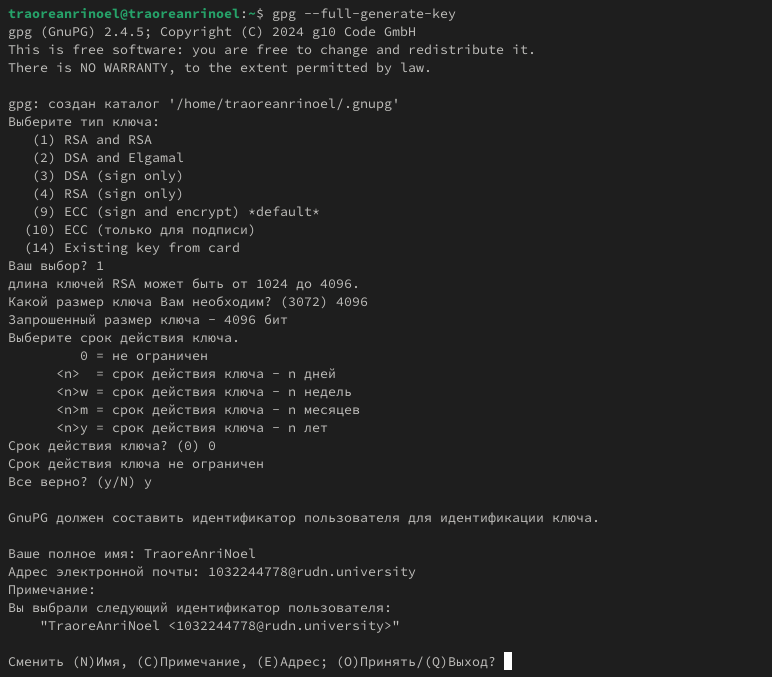 traoreanrinoel@traoreanrinoel:~$ gpg --full-generate-key
gpg (GnuPG) 2.4.5; Copyright (C) 2024 g10 Code GmbH
This is free software: you are free to change and redistribute it.
There is NO WARRANTY, to the extent permitted by law.

gpg: создан каталог '/home/traoreanrinoel/.gnupg'
Выберите тип ключа:
   (1) RSA and RSA
   (2) DSA and Elgamal
   (3) DSA (sign only)
   (4) RSA (sign only)
   (9) ECC (sign and encrypt) *default*
  (10) ECC (только для подписи)
  (14) Existing key from card
Ваш выбор? 1
длина ключей RSA может быть от 1024 до 4096.
Какой размер ключа Вам необходим? (3072) 4096
Запрошенный размер ключа - 4096 бит
Выберите срок действия ключа.
         0 = не ограничен
      <n>  = срок действия ключа - n дней
      <n>w = срок действия ключа - n недель
      <n>m = срок действия ключа - n месяцев
      <n>y = срок действия ключа - n лет
Срок действия ключа? (0) 0
Срок действия ключа не ограничен
Все верно? (y/N) y

GnuPG должен составить идентификатор пользователя для идентификации ключа.

Ваше полное имя: TraoreAnriNoel
Адрес электронной почты: 1032244778@rudn.university
Примечание:
Вы выбрали следующий идентификатор пользователя:
    "TraoreAnriNoel <1032244778@rudn.university>"

Сменить (N)Имя, (C)Примечание, (E)Адрес; (O)Принять/(Q)Выход?